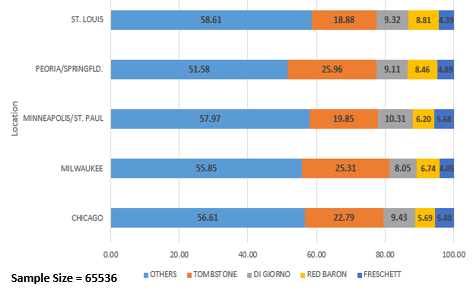 ST. LOUIS 58.61 18.88 9.32 8.81 4.39
PEORIA/SPRINGFLD. 51.58 25.96 9.11 8.46 4.89
MINNEAPOLIS/ST. PAUL 57.97 19.85 10.31 6.20 5.68
MILWAUKEE 55.85 25.31 8.05 6.74 4.05
CHICAGO 56.61 22.79 9.43 5.69 5.48
Location
0.00 20.00 40.00 60.00 80.00 100.00
Sample Size = 65536
OTHERS TOMBSTONE DI GIORNO RED BARON FRESCHETT